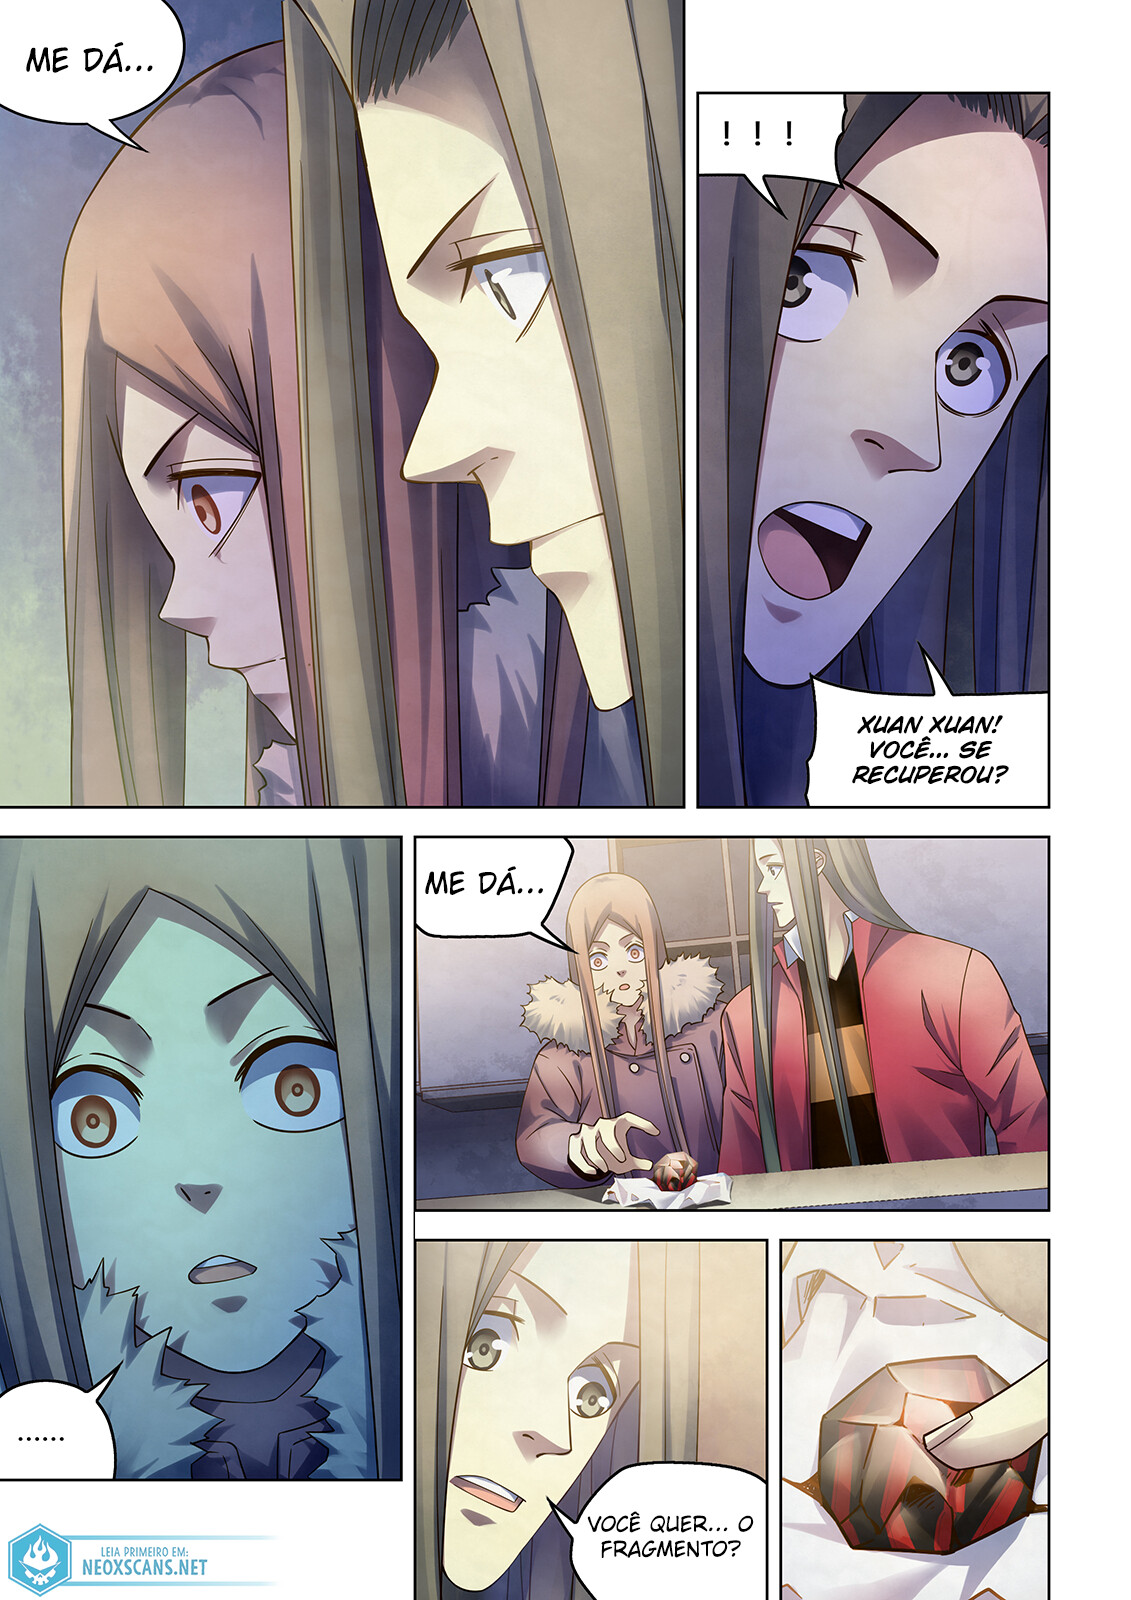 ME DÁ...
! ! !
XUAN XUAN!
VOCÊ... SE
RECUPEROU?
ME DÁ...
......
VOCÊ QUER... O
FRAGMENTO?
LEIA PRIMEIRO EM:
NEOXSCANS.NET